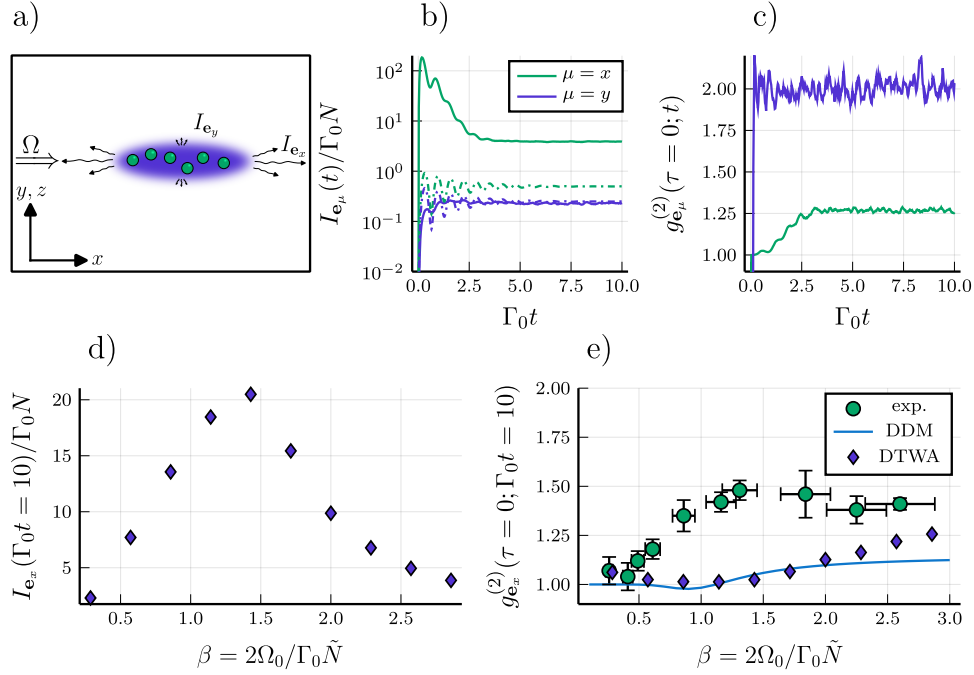 a)
Ω
I_{e_y}
I_{e_x}
y, z
x
b)
I_{e_μ}(t)/Γ_0N
10^2
10^1
10^0
10^{−1}
10^{−2}
μ = x
μ = y
0.0 2.5 5.0 7.5 10.0
Γ_0t
c)
g^{(2)}_{e_μ}(τ = 0; t)
2.00
1.75
1.50
1.25
1.00
0.0 2.5 5.0 7.5 10.0
Γ_0t
d)
I_{e_x}(Γ_0t = 10)/Γ_0N
20
15
10
5
0.5 1.0 1.5 2.0 2.5
β = 2Ω_0/Γ_0Ñ
e)
g^{(2)}_{e_x}(τ = 0; Γ_0t = 10)
2.00
1.75
1.50
1.25
1.00
exp.
DDM
DTWA
0.5 1.0 1.5 2.0 2.5 3.0
β = 2Ω_0/Γ_0Ñ